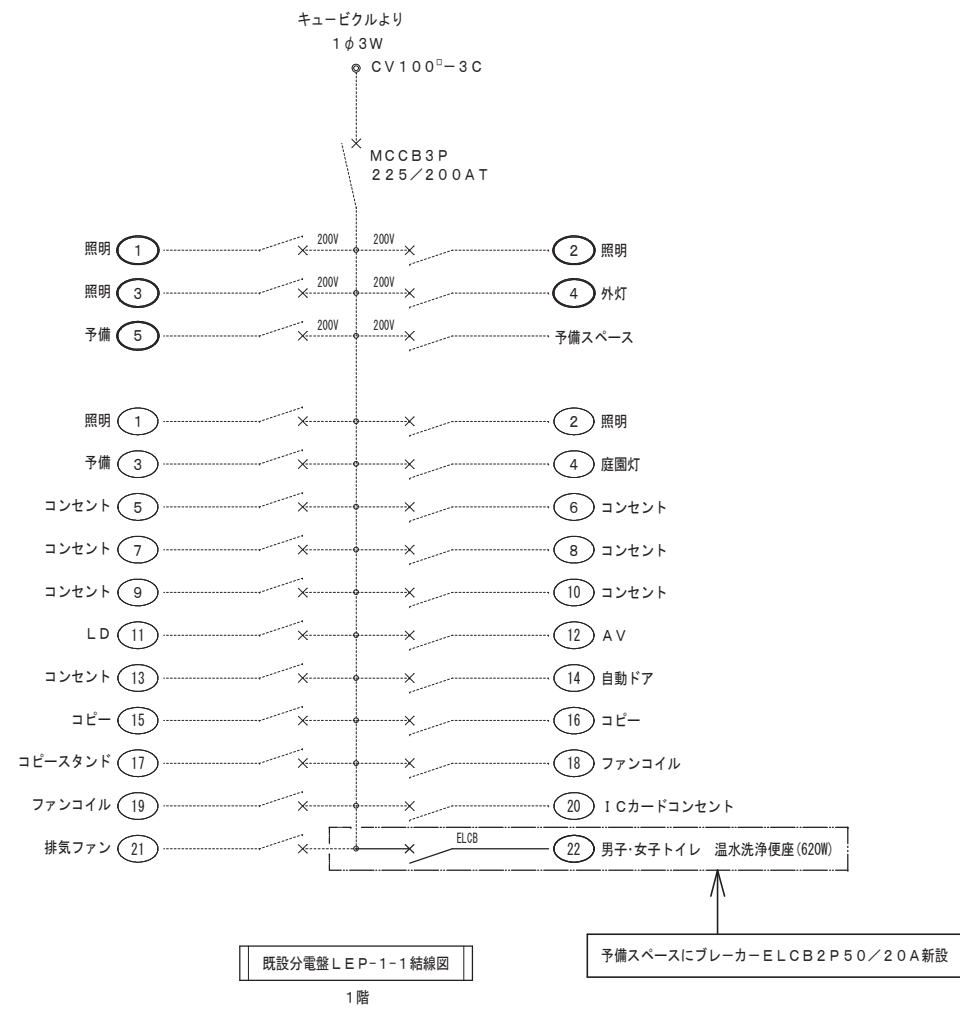 キュービクルより
1φ3W
CV100□-3C
MCCB3P
225/200AT
照明 1 200V 200V 2 照明
照明 3 200V 200V 4 外灯
予備 5 200V 200V 予備スペース
照明 1 2 照明
予備 3 4 庭園灯
コンセント 5 6 コンセント
コンセント 7 8 コンセント
コンセント 9 10 コンセント
LD 11 12 AV
コンセント 13 14 自動ドア
コピー 15 16 コピー
コピースタンド 17 18 ファンコイル
ファンコイル 19 20 ICカードコンセント
排気ファン 21 ELCB 22 男子・女子トイレ 温水洗浄便座(620W)
予備スペースにブレーカーELCB2P50/20A新設
既設分電盤LEP-1-1結線図
1階